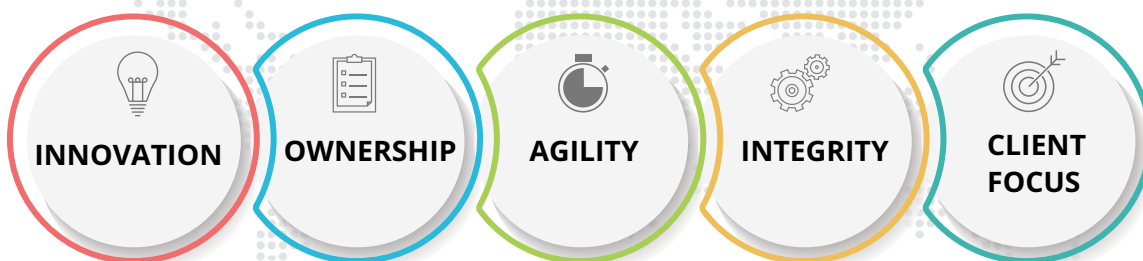 INNOVATION
OWNERSHIP
AGILITY
INTEGRITY
CLIENT
FOCUS